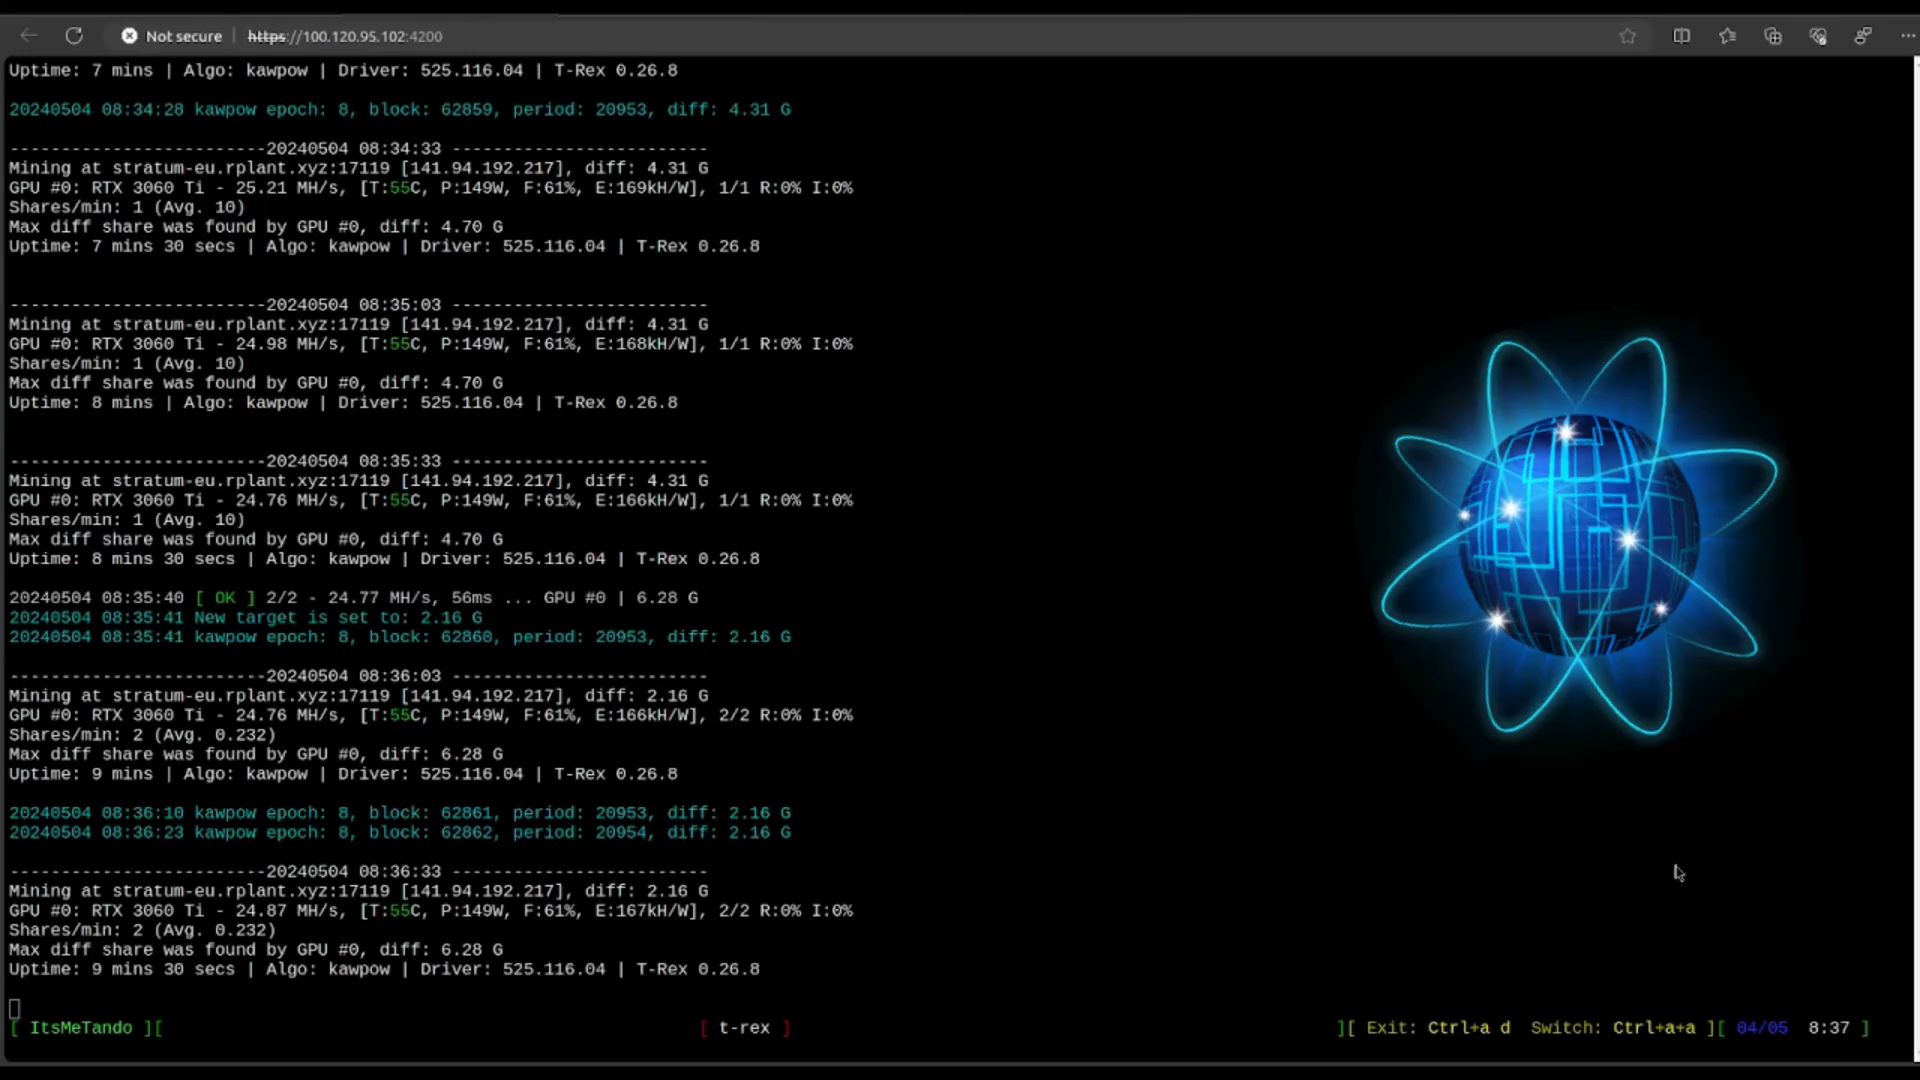 Not secure | https://100.120.95.102:4200
Uptime: 7 mins | Algo: kawpow | Driver: 525.116.04 | T-Rex 0.26.8
20240504 08:34:28 kawpow epoch: 8, block: 62859, period: 20953, diff: 4.31 G
-------------------------20240504 08:34:33 -------------------------
Mining at stratum-eu.rplant.xyz:17119 [141.94.192.217], diff: 4.31 G
GPU #0: RTX 3060 Ti - 25.21 MH/s, [T:55C, P:149W, F:61%, E:169kH/W], 1/1 R:0% I:0%
Shares/min: 1 (Avg. 10)
Max diff share was found by GPU #0, diff: 4.70 G
Uptime: 7 mins 30 secs | Algo: kawpow | Driver: 525.116.04 | T-Rex 0.26.8
-------------------------20240504 08:35:03 -------------------------
Mining at stratum-eu.rplant.xyz:17119 [141.94.192.217], diff: 4.31 G
GPU #0: RTX 3060 Ti - 24.98 MH/s, [T:55C, P:149W, F:61%, E:168kH/W], 1/1 R:0% I:0%
Shares/min: 1 (Avg. 10)
Max diff share was found by GPU #0, diff: 4.70 G
Uptime: 8 mins | Algo: kawpow | Driver: 525.116.04 | T-Rex 0.26.8
-------------------------20240504 08:35:33 -------------------------
Mining at stratum-eu.rplant.xyz:17119 [141.94.192.217], diff: 4.31 G
GPU #0: RTX 3060 Ti - 24.76 MH/s, [T:55C, P:149W, F:61%, E:166kH/W], 1/1 R:0% I:0%
Shares/min: 1 (Avg. 10)
Max diff share was found by GPU #0, diff: 4.70 G
Uptime: 8 mins 30 secs | Algo: kawpow | Driver: 525.116.04 | T-Rex 0.26.8
20240504 08:35:40 [ OK ] 2/2 - 24.77 MH/s, 56ms ... GPU #0 | 6.28 G
20240504 08:35:41 New target is set to: 2.16 G
20240504 08:35:41 kawpow epoch: 8, block: 62860, period: 20953, diff: 2.16 G
-------------------------20240504 08:36:03 -------------------------
Mining at stratum-eu.rplant.xyz:17119 [141.94.192.217], diff: 2.16 G
GPU #0: RTX 3060 Ti - 24.76 MH/s, [T:55C, P:149W, F:61%, E:166kH/W], 2/2 R:0% I:0%
Shares/min: 2 (Avg. 0.232)
Max diff share was found by GPU #0, diff: 6.28 G
Uptime: 9 mins | Algo: kawpow | Driver: 525.116.04 | T-Rex 0.26.8
20240504 08:36:10 kawpow epoch: 8, block: 62861, period: 20953, diff: 2.16 G
20240504 08:36:23 kawpow epoch: 8, block: 62862, period: 20954, diff: 2.16 G
-------------------------20240504 08:36:33 -------------------------
Mining at stratum-eu.rplant.xyz:17119 [141.94.192.217], diff: 2.16 G
GPU #0: RTX 3060 Ti - 24.87 MH/s, [T:55C, P:149W, F:61%, E:167kH/W], 2/2 R:0% I:0%
Shares/min: 2 (Avg. 0.232)
Max diff share was found by GPU #0, diff: 6.28 G
Uptime: 9 mins 30 secs | Algo: kawpow | Driver: 525.116.04 | T-Rex 0.26.8
[ ItsMeTando ][ [ t-rex ] ][ Exit: Ctrl+a d Switch: Ctrl+a+a ][ 04/05 8:37 ]